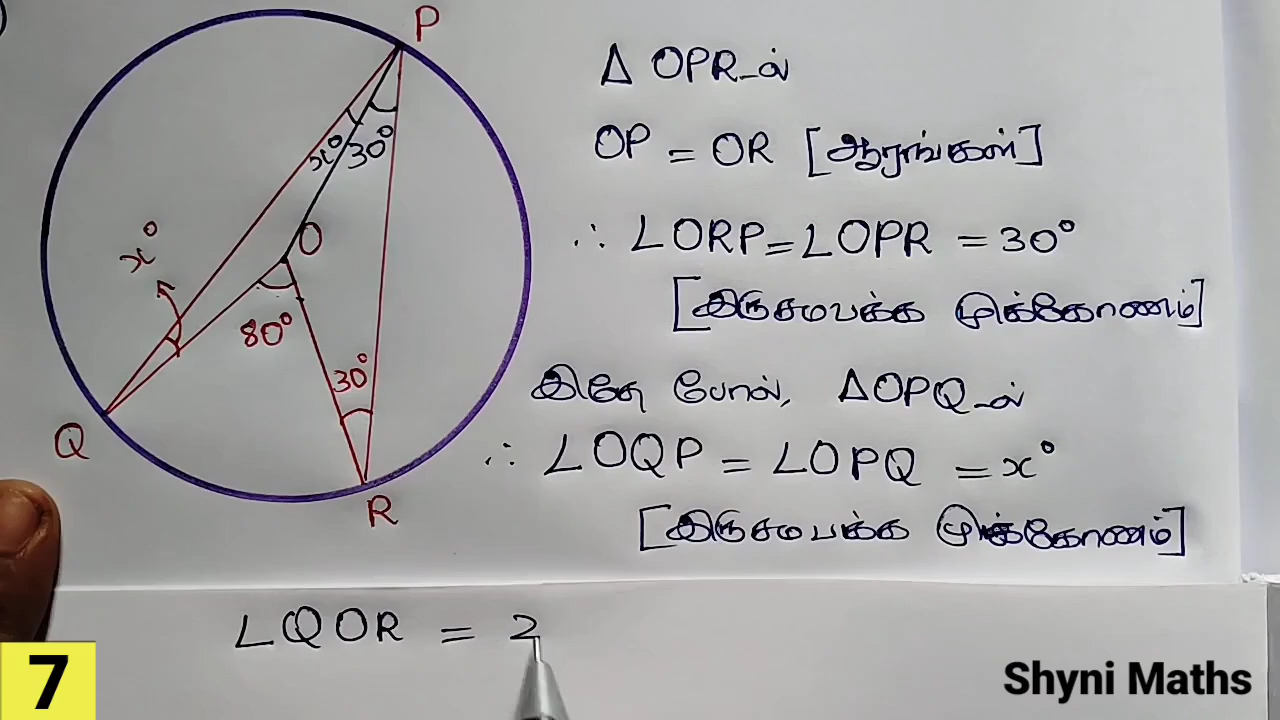 P
Δ OPR-ல்
x° 30°
OP = OR [ஆரங்கள்]
O
x°
∴ ∠ORP = ∠OPR = 30°
[இருசமபக்க முக்கோணம்]
80°
30°
இதே போல், ΔOPQ-ல்
Q
∴ ∠OQP = ∠OPQ = x°
R
[இருசமபக்க முக்கோணம்]
∠QOR = 2
7
Shyni Maths